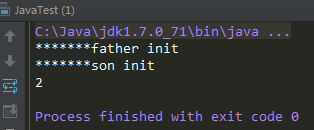 JavaTest (1)
C:\Java\jdk1.7.0_71\bin\java ...
*******father init
*******son init
2
Process finished with exit code 0